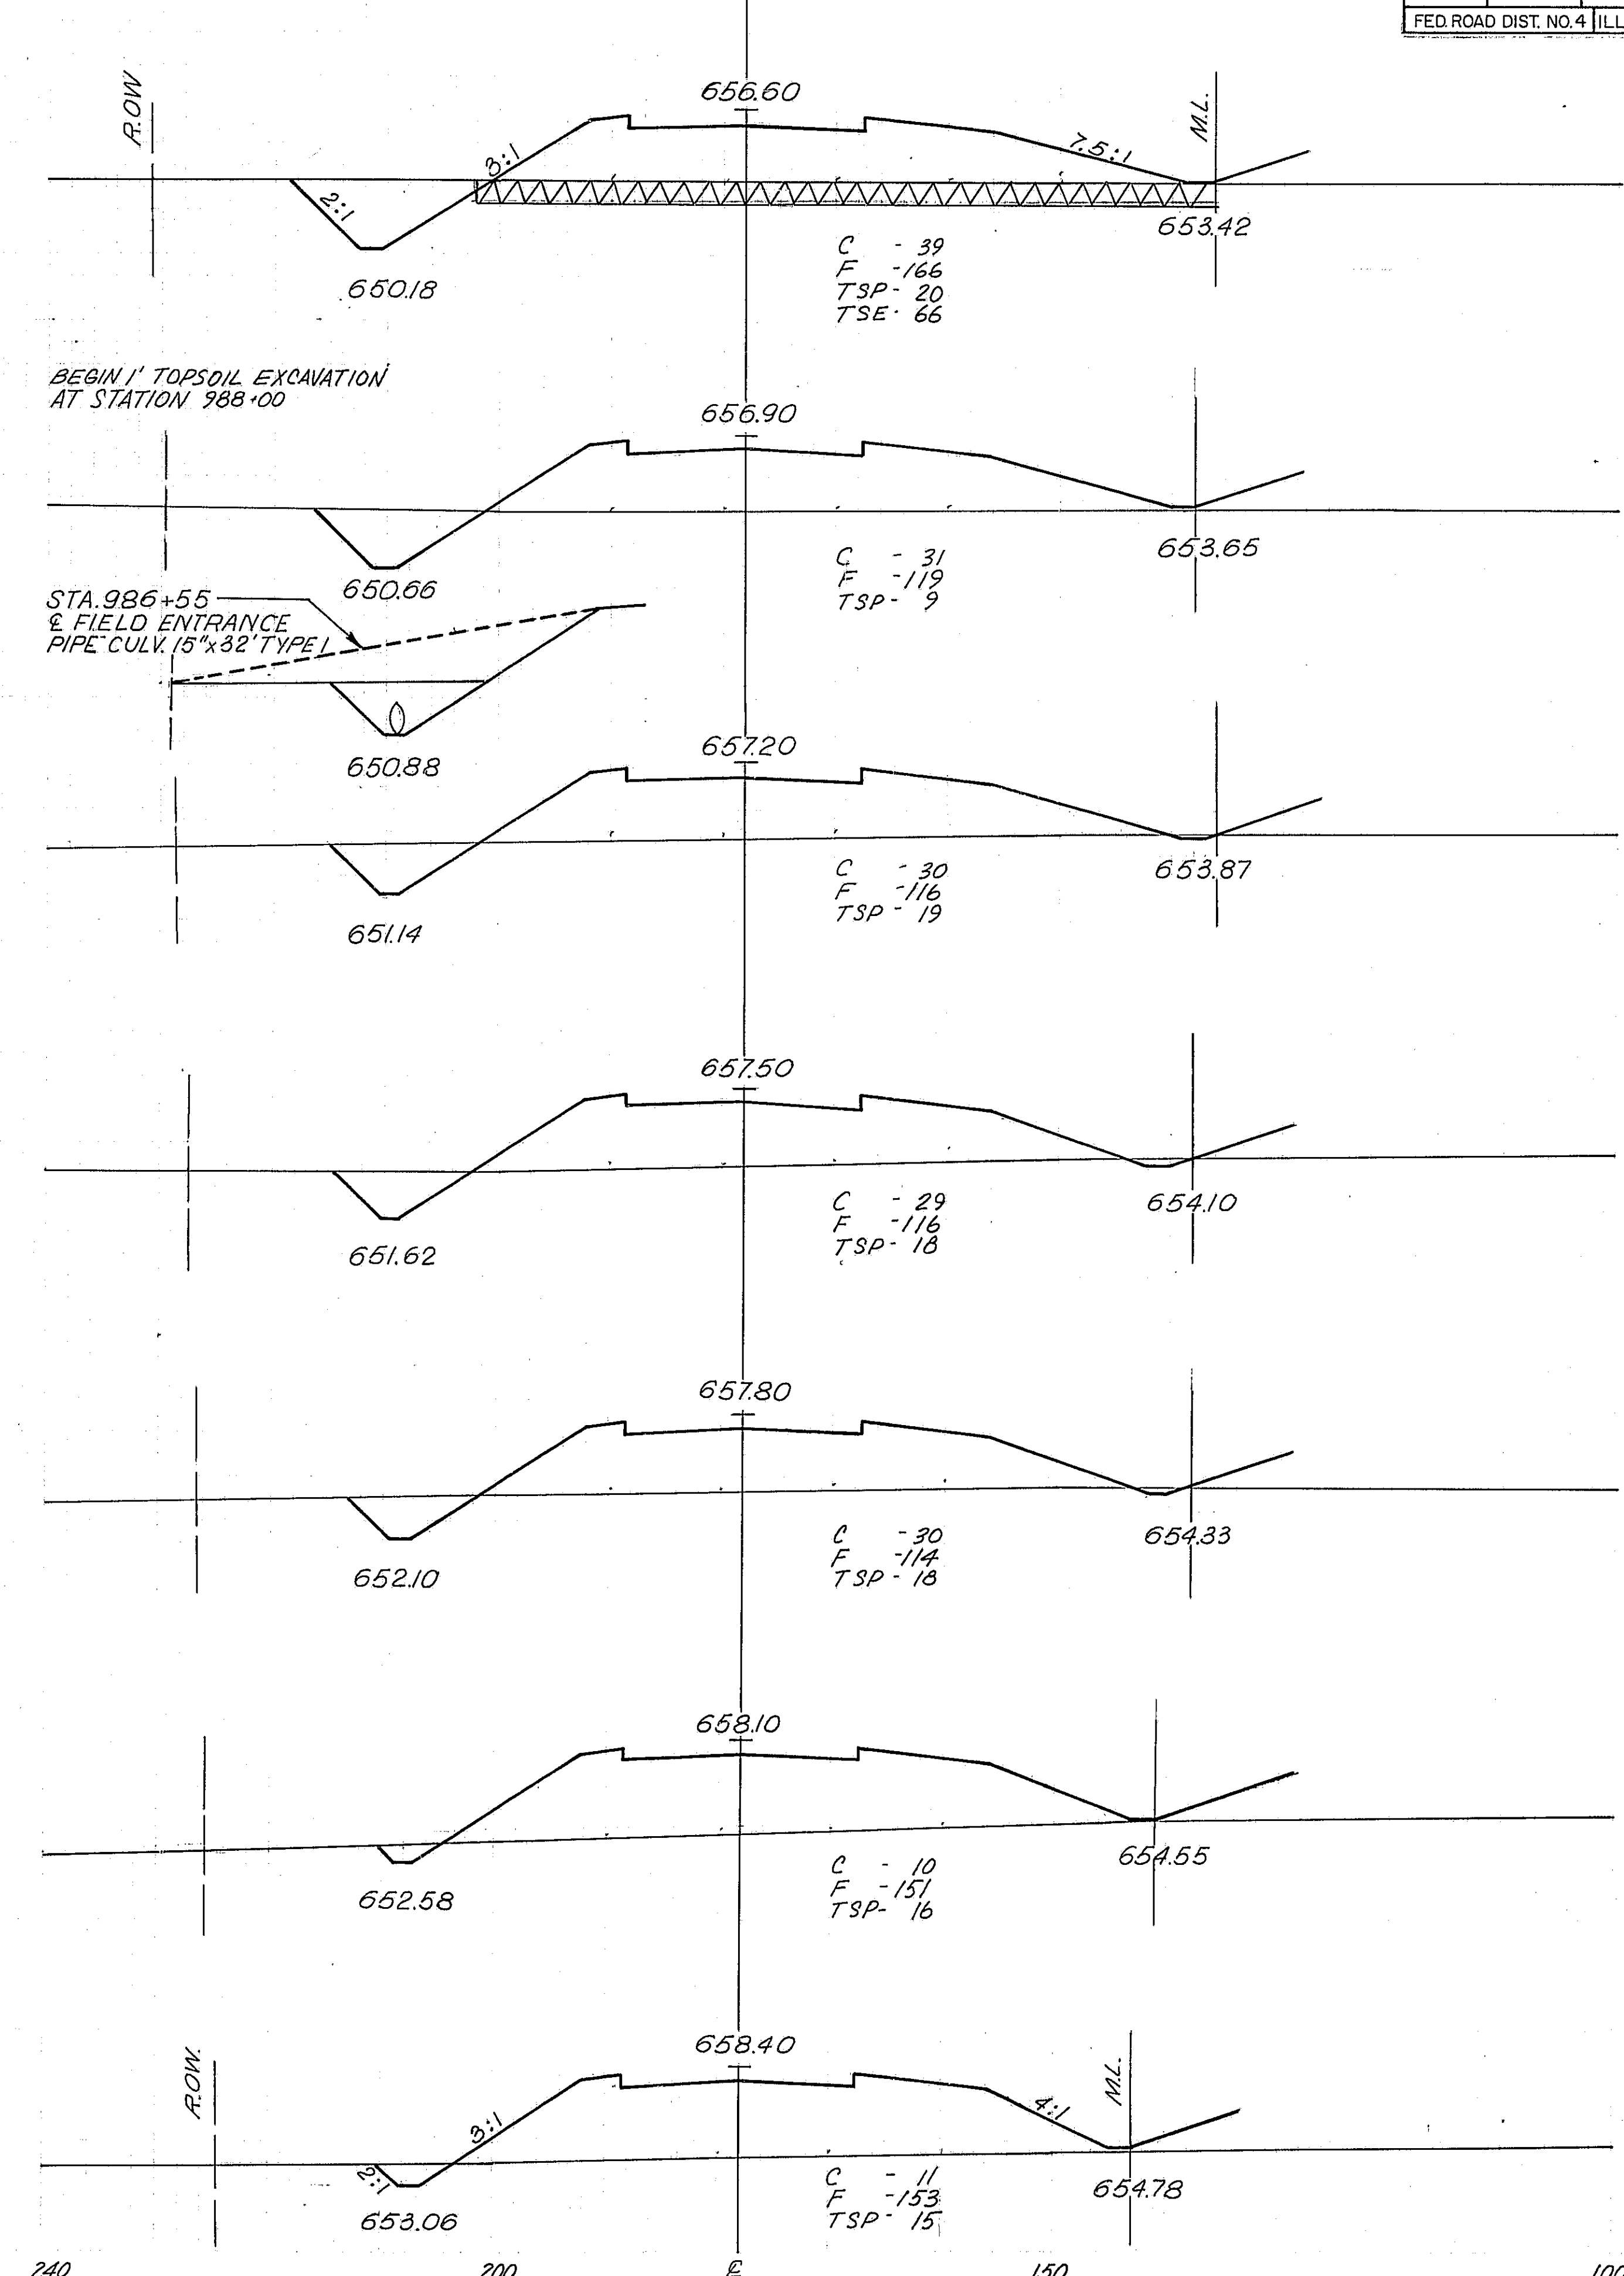 FED. ROAD DIST. NO. 4 ILL
R.O.W
656.60
M.L.
3:1
7.5:1
2:1
653.42
650.18
C - 39
F - 166
TSP - 20
TSE - 66
BEGIN 1' TOPSOIL EXCAVATION
AT STATION 988+00
656.90
653.65
650.66
C - 31
F - 119
TSP - 9
STA. 986+55
℄ FIELD ENTRANCE
PIPE CULV. 15"x32' TYPE 1
650.88
657.20
653.87
651.14
C - 30
F - 116
TSP - 19
657.50
654.10
651.62
C - 29
F - 116
TSP - 18
657.80
654.33
652.10
C - 30
F - 114
TSP - 18
658.10
654.55
652.58
C - 10
F - 151
TSP - 16
658.40
R.O.W.
M.L.
3:1
4:1
2:1
654.78
653.06
C - 11
F - 153
TSP - 15
240 200 ℄ 150 100